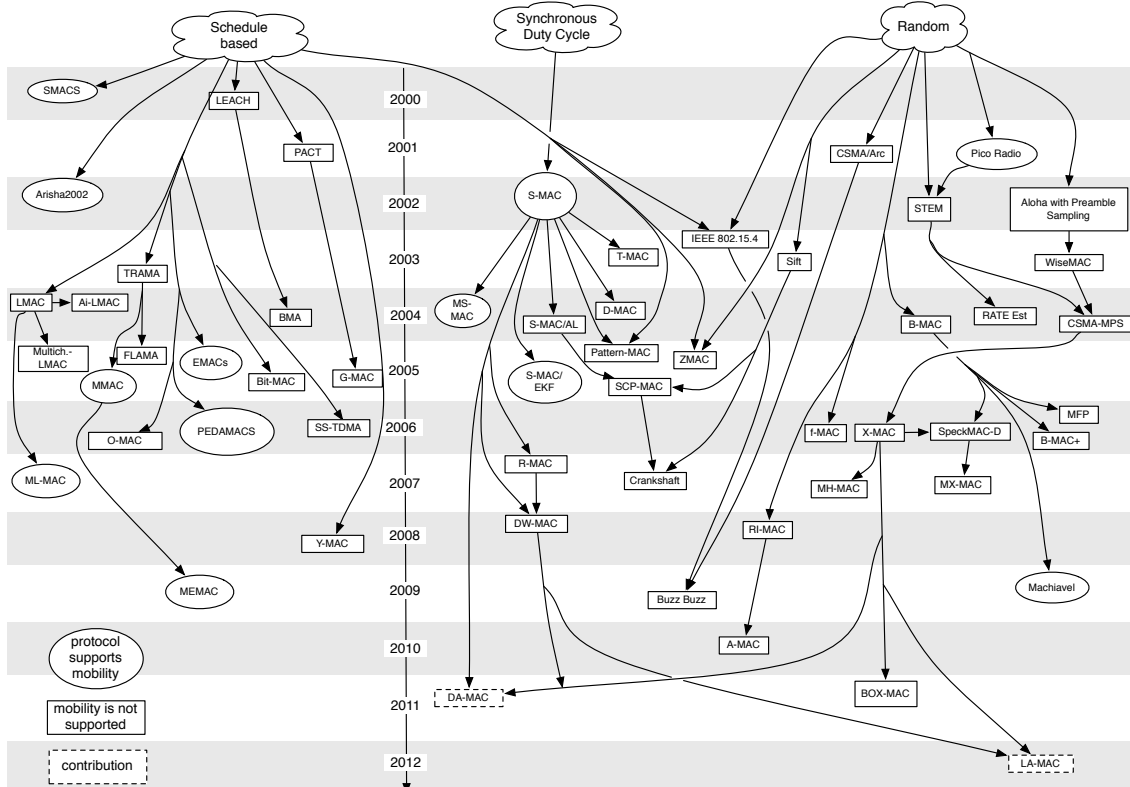 Schedule
based
Synchronous
Duty Cycle
Random
SMACS
LEACH
2000
PACT
2001
CSMA/Arc
Pico Radio
Arisha2002
S-MAC
2002
STEM
Aloha with Preamble
Sampling
IEEE 802.15.4
TRAMA
2003
T-MAC
Sift
WiseMAC
LMAC
Ai-LMAC
BMA
2004
MS-
MAC
S-MAC/AL
D-MAC
B-MAC
RATE Est
CSMA-MPS
Multich.-
LMAC
FLAMA
EMACs
Pattern-MAC
ZMAC
MMAC
Bit-MAC
G-MAC
2005
S-MAC/
EKF
SCP-MAC
O-MAC
PEDAMACS
SS-TDMA
2006
f-MAC
X-MAC
SpeckMAC-D
MFP
B-MAC+
ML-MAC
2007
R-MAC
Crankshaft
MH-MAC
MX-MAC
Y-MAC
2008
DW-MAC
RI-MAC
MEMAC
2009
Buzz Buzz
Machiavel
protocol
supports
mobility
2010
A-MAC
mobility is not
supported
2011
DA-MAC
BOX-MAC
contribution
2012
LA-MAC